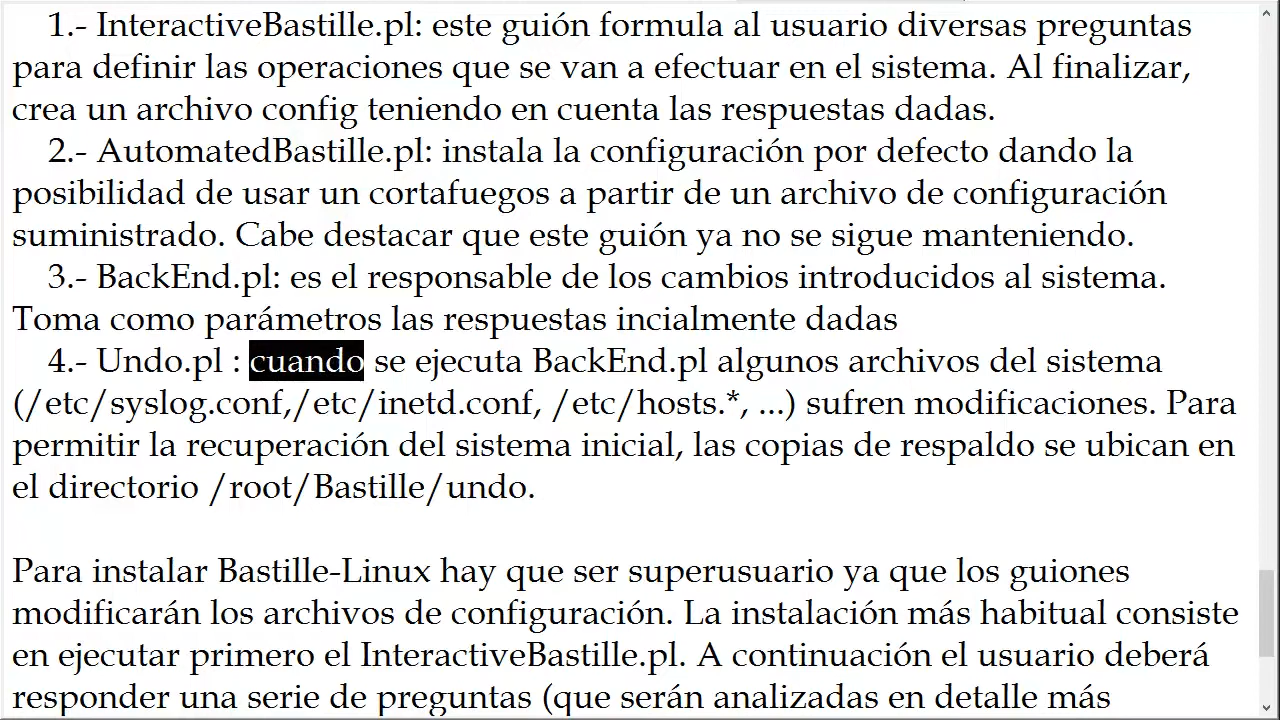 1.- InteractiveBastille.pl: este guión formula al usuario diversas preguntas
para definir las operaciones que se van a efectuar en el sistema. Al finalizar,
crea un archivo config teniendo en cuenta las respuestas dadas.
2.- AutomatedBastille.pl: instala la configuración por defecto dando la
posibilidad de usar un cortafuegos a partir de un archivo de configuración
suministrado. Cabe destacar que este guión ya no se sigue manteniendo.
3.- BackEnd.pl: es el responsable de los cambios introducidos al sistema.
Toma como parámetros las respuestas incialmente dadas
4.- Undo.pl : cuando se ejecuta BackEnd.pl algunos archivos del sistema
(/etc/syslog.conf,/etc/inetd.conf, /etc/hosts.*, ...) sufren modificaciones. Para
permitir la recuperación del sistema inicial, las copias de respaldo se ubican en
el directorio /root/Bastille/undo.
Para instalar Bastille-Linux hay que ser superusuario ya que los guiones
modificarán los archivos de configuración. La instalación más habitual consiste
en ejecutar primero el InteractiveBastille.pl. A continuación el usuario deberá
responder una serie de preguntas (que serán analizadas en detalle más